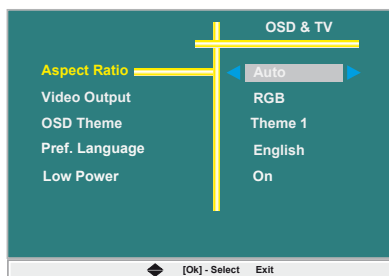 OSD & TV
Aspect Ratio Auto
Video Output RGB
OSD Theme Theme 1
Pref. Language English
Low Power On
[Ok] - Select Exit